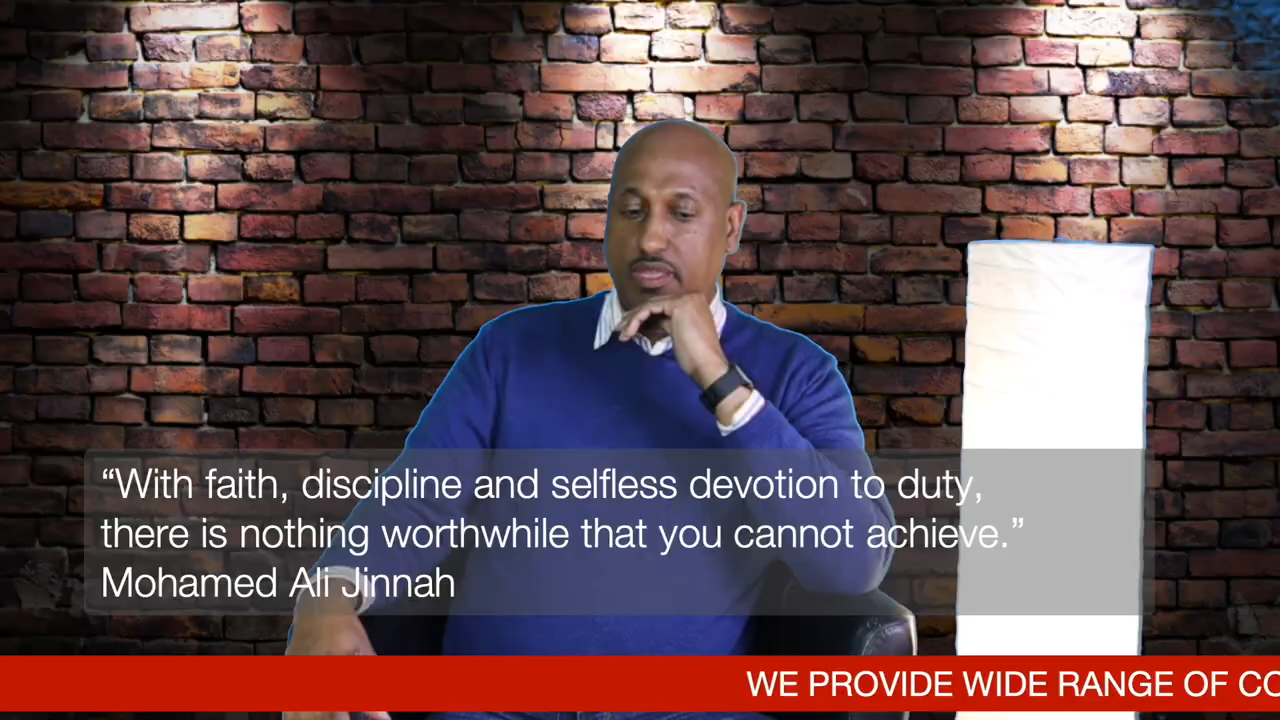 “With faith, discipline and selfless devotion to duty,
there is nothing worthwhile that you cannot achieve.”
Mohamed Ali Jinnah
WE PROVIDE WIDE RANGE OF